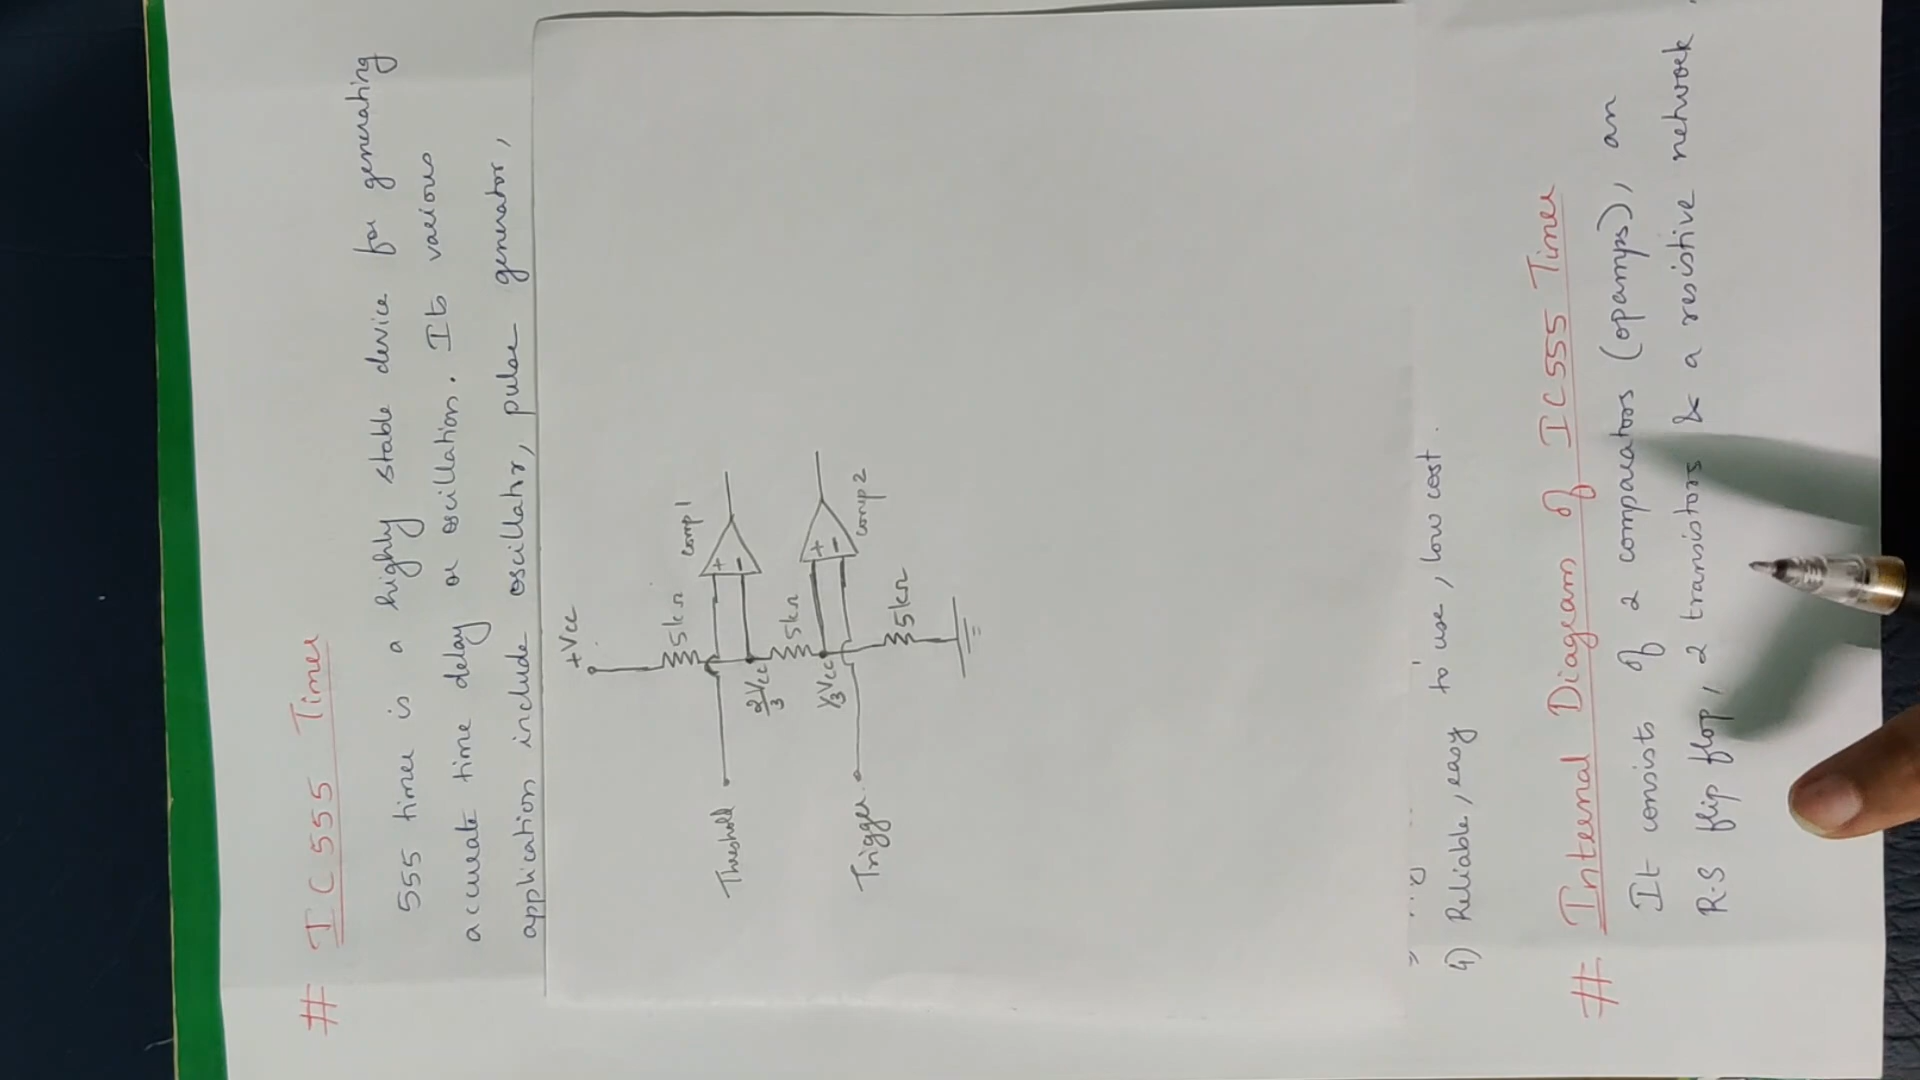 # IC 555 Timer
555 timer is a highly stable device for generating
accurate time delay or oscillation. Its various
application include oscillatr, pulse generator,
+Vcc
5kΩ
comp 1
+
-
Threshold
2/3 Vcc
5kΩ
+
-
comp 2
1/3 Vcc
Trigger
5kΩ
4) Reliable, easy to use, low cost.
# Internal Diagram of IC555 Timer
It consists of 2 comparators (opamps), an
R-S flip flop, 2 transistors & a resistive network.